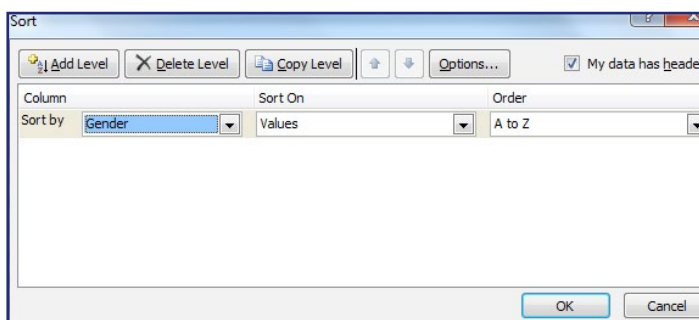 Sort
Add Level Delete Level Copy Level Options... My data has heade
Column Sort On Order
Sort by Gender Values A to Z
OK Cancel